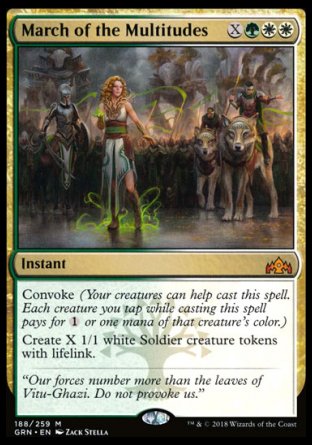 March of the Multitudes X
Instant
Convoke (Your creatures can help cast this spell.
Each creature you tap while casting this spell
pays for 1 or one mana of that creature's color.)
Create X 1/1 white Soldier creature tokens
with lifelink.
"Our forces number more than the leaves of
Vitu-Ghazi. Do not provoke us."
188/259 M
GRN • EN ZACK STELLA
™ & © 2018 Wizards of the Coast